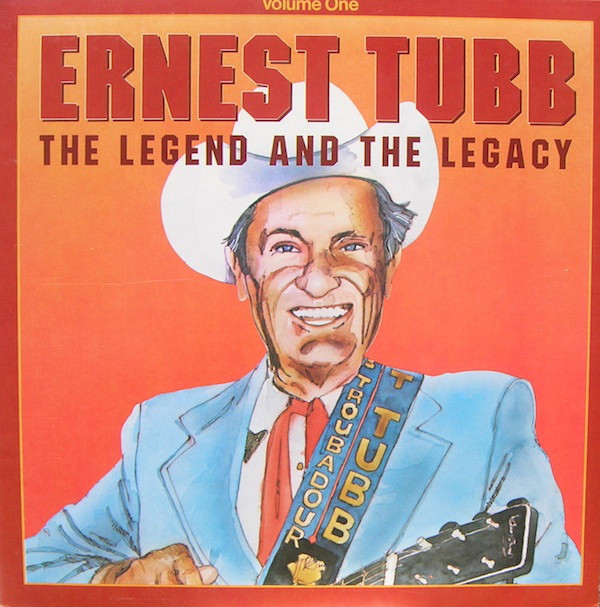 Volume One
ERNEST TUBB
THE LEGEND AND THE LEGACY
T TUBB
TROUBADOUR